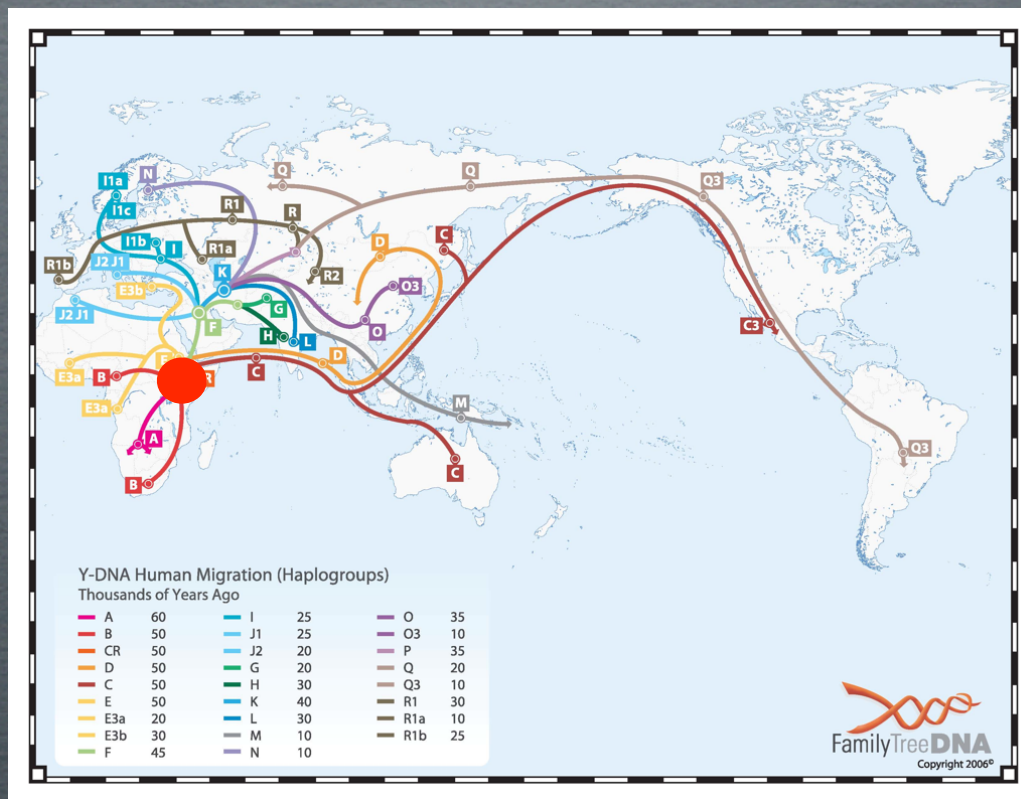 Q
Q
Q3
N
I1a
I1c
R1
R
I1b
I
R1a
D
C
J2 J1
K
R2
R1b
E3b
O3
J2 J1
G
F
O
H
L
C3
D
E3a
B
R
C
E3a
M
A
Q3
C
B
Y-DNA Human Migration (Haplogroups)
Thousands of Years Ago
A 60 I 25 O 35
B 50 J1 25 O3 10
CR 50 J2 20 P 35
D 50 G 20 Q 20
C 50 H 30 Q3 10
E 50 K 40 R1 30
E3a 20 L 30 R1a 10
E3b 30 M 10 R1b 25
F 45 N 10
FamilyTreeDNA
Copyright 2006©